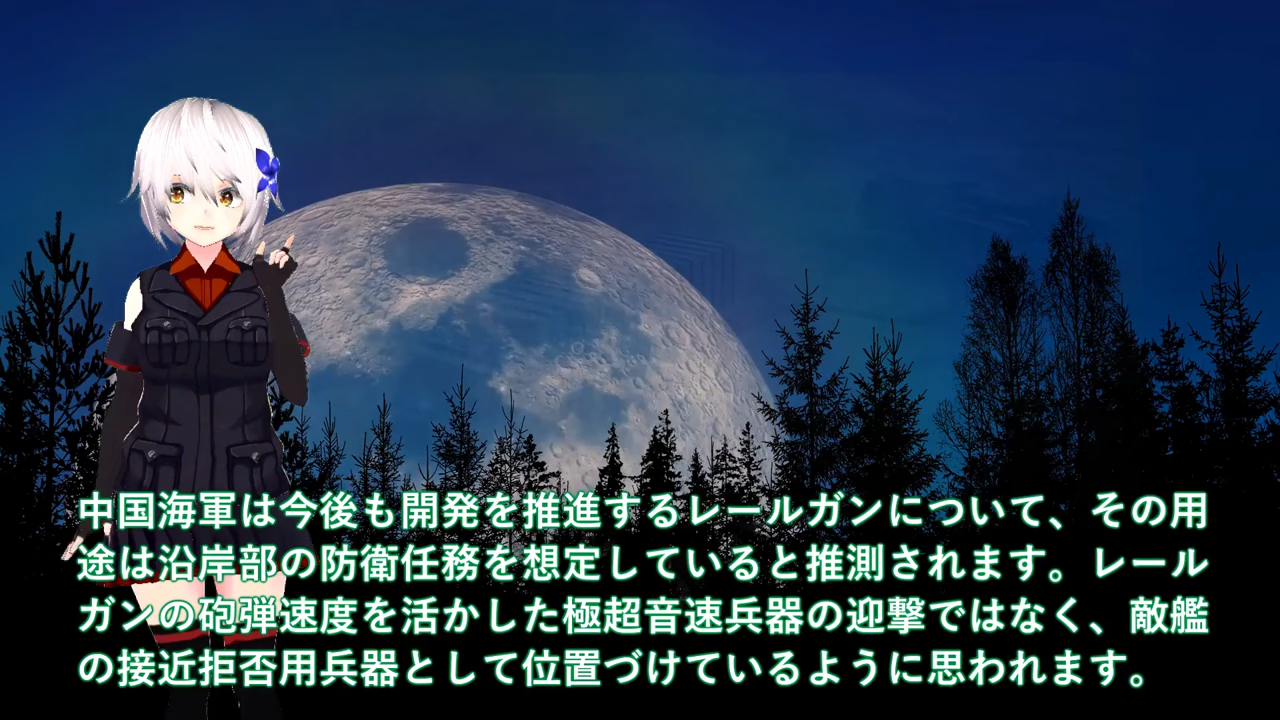 中国海軍は今後も開発を推進するレールガンについて、その用
途は沿岸部の防衛任務を想定していると推測されます。レール
ガンの砲弾速度を活かした極超音速兵器の迎撃ではなく、敵艦
の接近拒否用兵器として位置づけているように思われます。